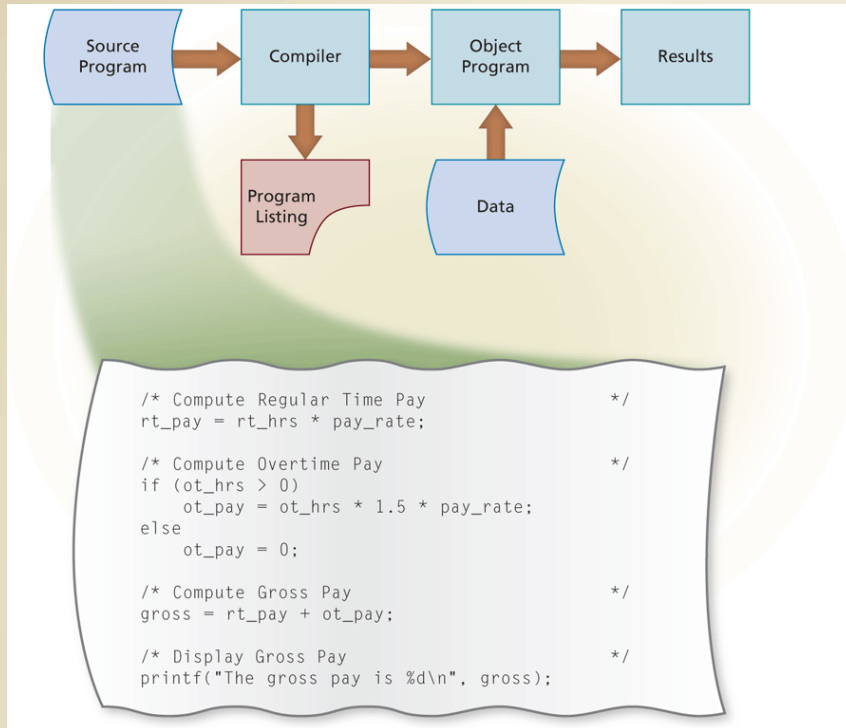 Source
Program
Compiler
Object
Program
Results
Program
Listing
Data
/* Compute Regular Time Pay */
rt_pay = rt_hrs * pay_rate;
/* Compute Overtime Pay */
if (ot_hrs > 0)
ot_pay = ot_hrs * 1.5 * pay_rate;
else
ot_pay = 0;
/* Compute Gross Pay */
gross = rt_pay + ot_pay;
/* Display Gross Pay */
printf("The gross pay is %d\n", gross);